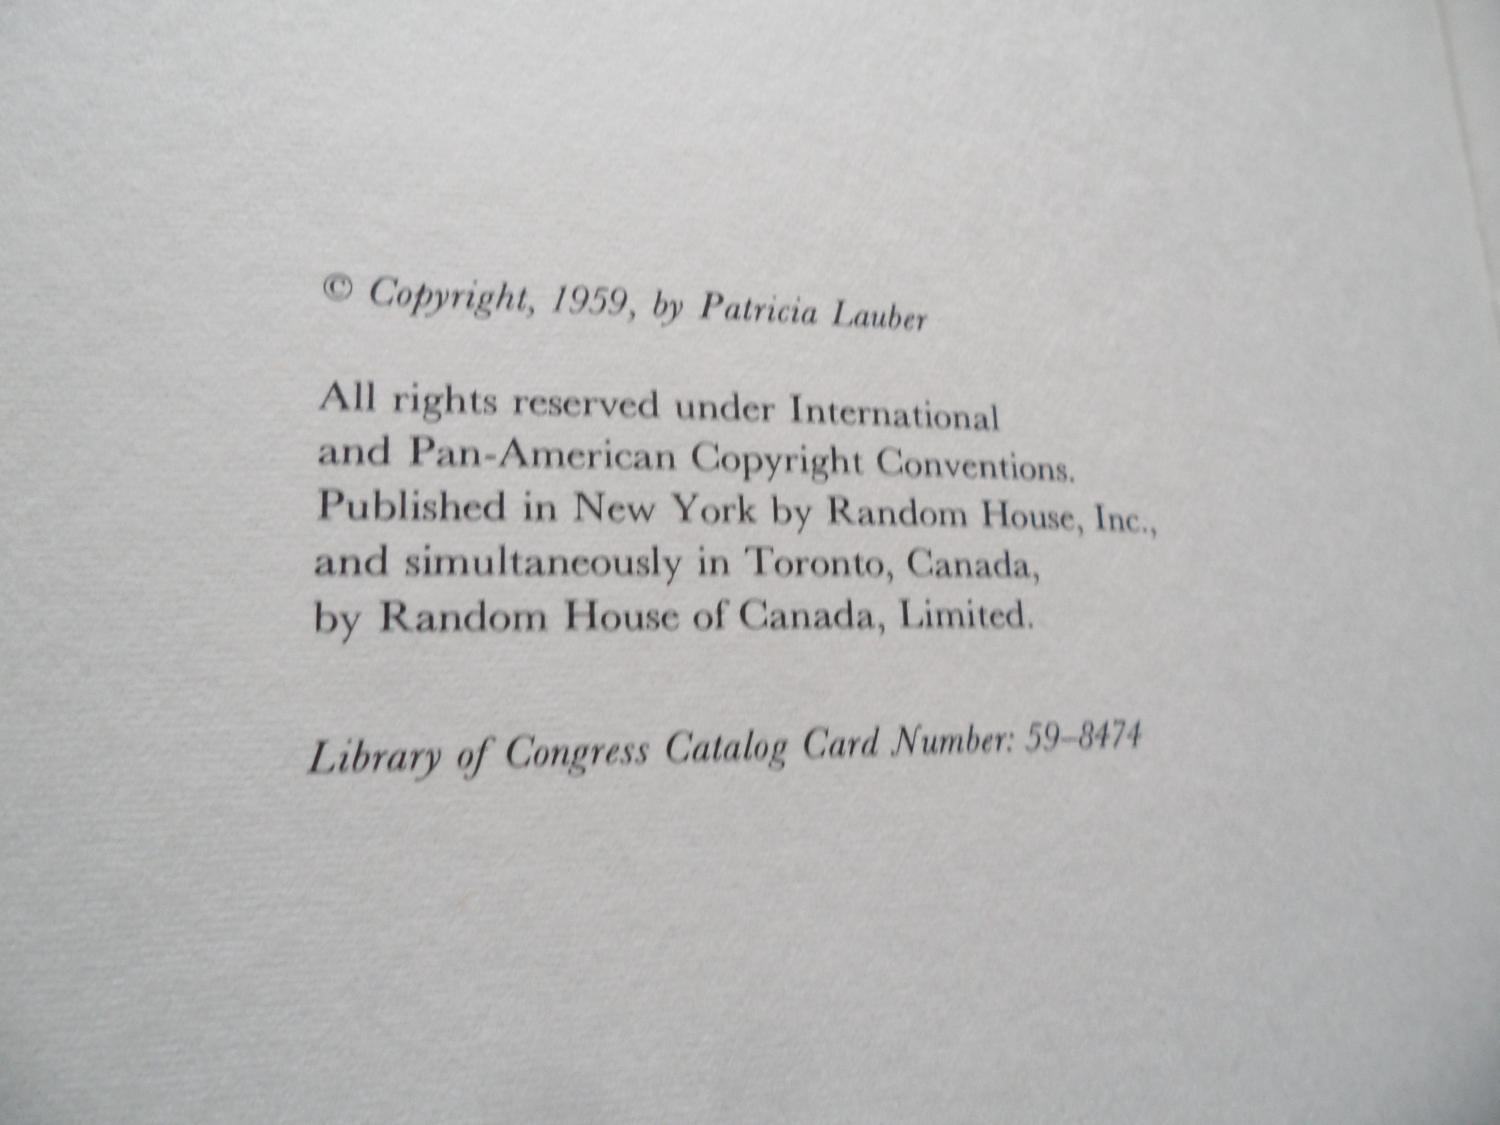 © Copyright, 1959, by Patricia Lauber
All rights reserved under International
and Pan-American Copyright Conventions.
Published in New York by Random House, Inc.,
and simultaneously in Toronto, Canada,
by Random House of Canada, Limited.
Library of Congress Catalog Card Number: 59–8474